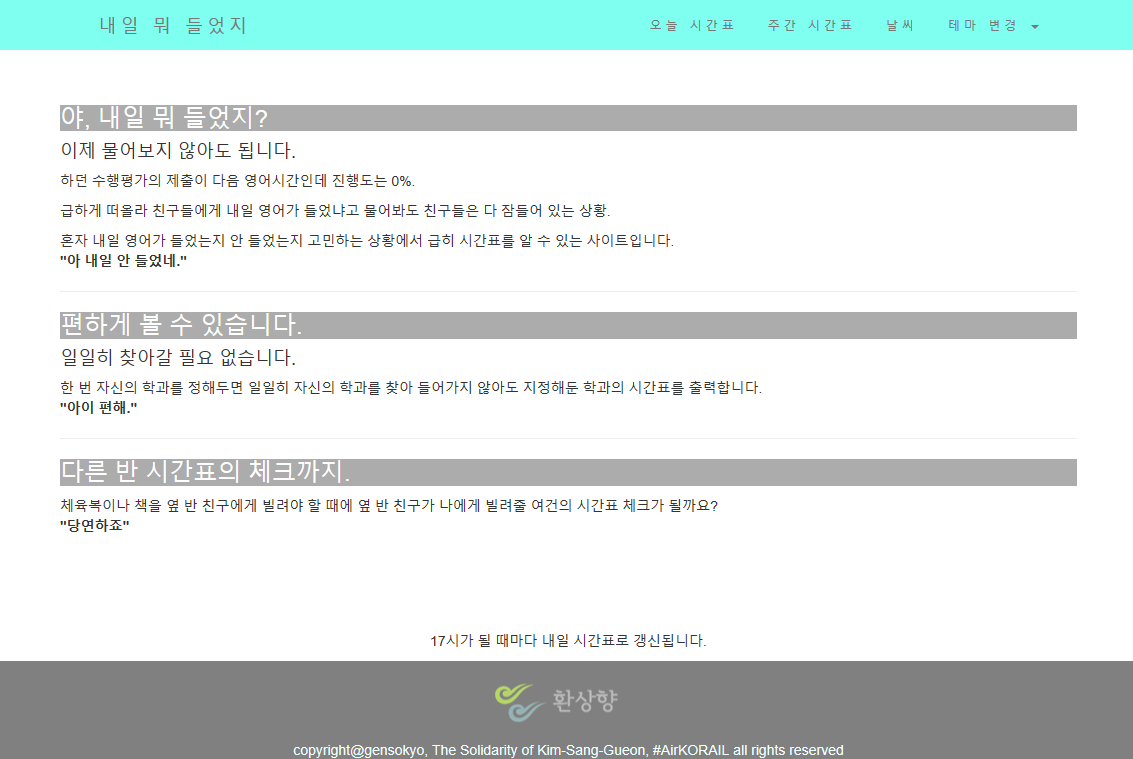 내일 뭐 들었지
오늘 시간표 주간 시간표 날씨 테마 변경
야, 내일 뭐 들었지?
이제 물어보지 않아도 됩니다.
하던 수행평가의 제출이 다음 영어시간인데 진행도는 0%.
급하게 떠올라 친구들에게 내일 영어가 들었냐고 물어봐도 친구들은 다 잠들어 있는 상황.
혼자 내일 영어가 들었는지 안 들었는지 고민하는 상황에서 급히 시간표를 알 수 있는 사이트입니다.
"아 내일 안 들었네."
편하게 볼 수 있습니다.
일일히 찾아갈 필요 없습니다.
한 번 자신의 학과를 정해두면 일일히 자신의 학과를 찾아 들어가지 않아도 지정해둔 학과의 시간표를 출력합니다.
"아이 편해."
다른 반 시간표의 체크까지.
체육복이나 책을 옆 반 친구에게 빌려야 할 때에 옆 반 친구가 나에게 빌려줄 여건의 시간표 체크가 될까요?
"당연하죠"
17시가 될 때마다 내일 시간표로 갱신됩니다.
환상향
copyright@gensokyo, The Solidarity of Kim-Sang-Gueon, #AirKORAIL all rights reserved